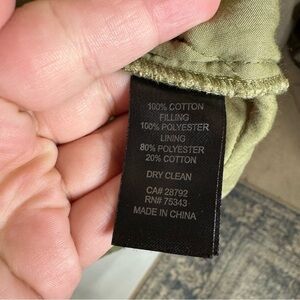 100% COTTON
FILLING
100% POLYESTER
LINING
80% POLYESTER
20% COTTON
DRY CLEAN
CA# 28792
RN# 75343
MADE IN CHINA